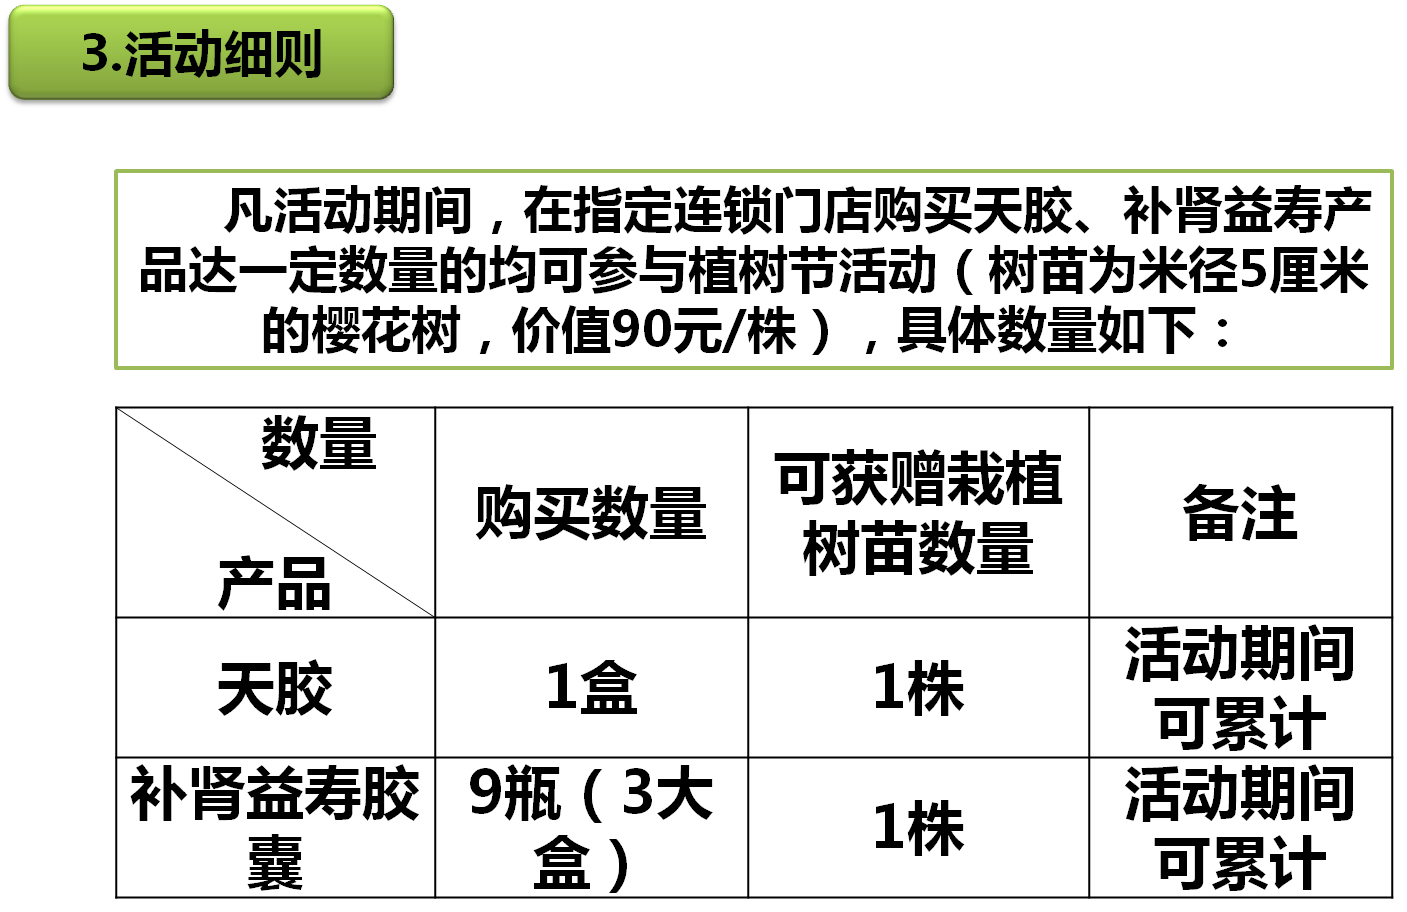 3.活动细则
凡活动期间，在指定连锁门店购买天胶、补肾益寿产
品达一定数量的均可参与植树节活动（树苗为米径5厘米
的樱花树，价值90元/株），具体数量如下：
数量
产品
购买数量
可获赠栽植
树苗数量
备注
天胶
1盒
1株
活动期间
可累计
补肾益寿胶
囊
9瓶（3大
盒）
1株
活动期间
可累计